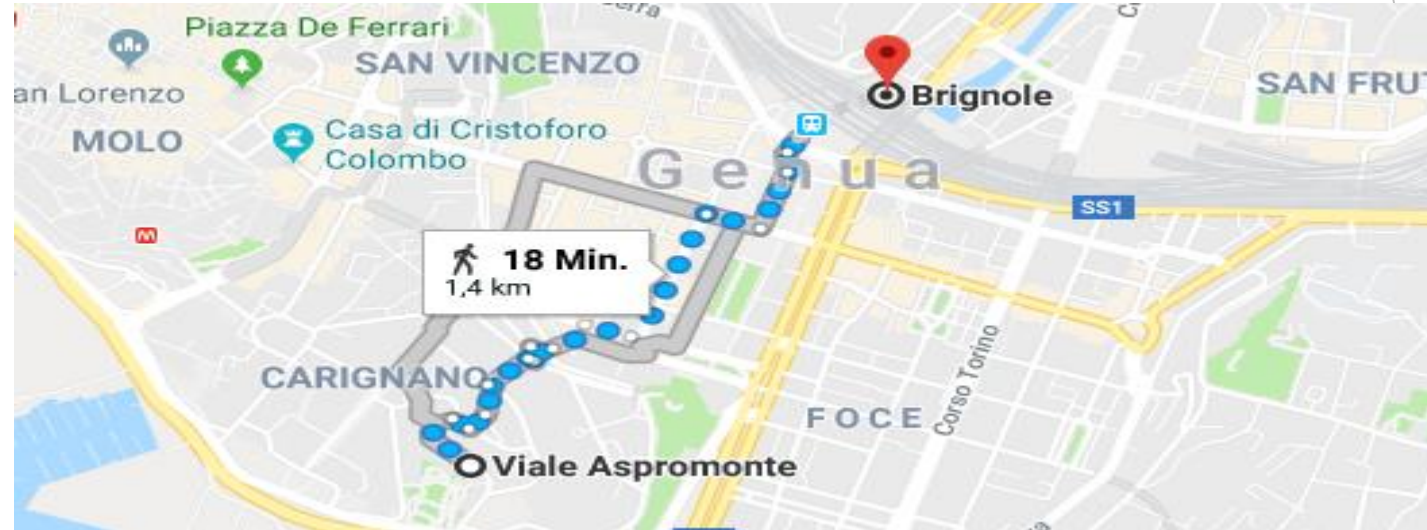 Piazza De Ferrari
SAN VINCENZO
an Lorenzo
MOLO
Casa di Cristoforo
Colombo
Brignole
SAN FRU
Genua
SS1
18 Min.
1,4 km
CARIGNANO
FOCE
Corso Torino
Viale Aspromonte
M